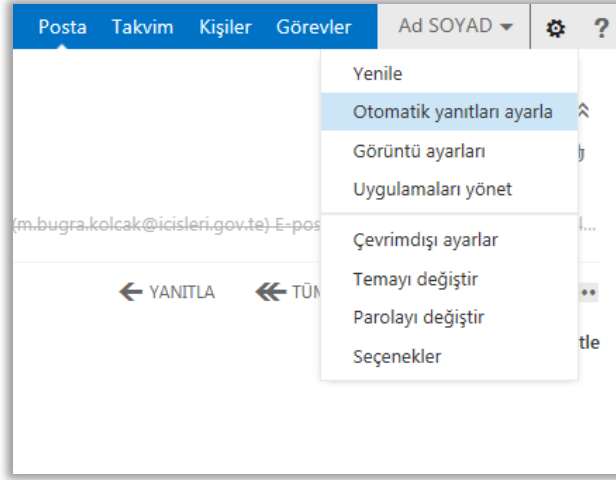 Posta Takvim Kişiler Görevler Ad SOYAD ?
Yenile
Otomatik yanıtları ayarla
Görüntü ayarları
Uygulamaları yönet
(m.bugra.kolcak@icisleri.gov.te) E-pos
Çevrimdışı ayarlar
YANITLA TÜM
Temayı değiştir
Parolayı değiştir
tle
Seçenekler